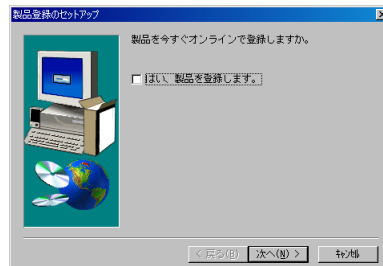 製品登録のセットアップ
製品を今すぐオンラインで登録しますか。
はい、製品を登録します。
< 戻る(B)
次へ(N) >
キャンセル